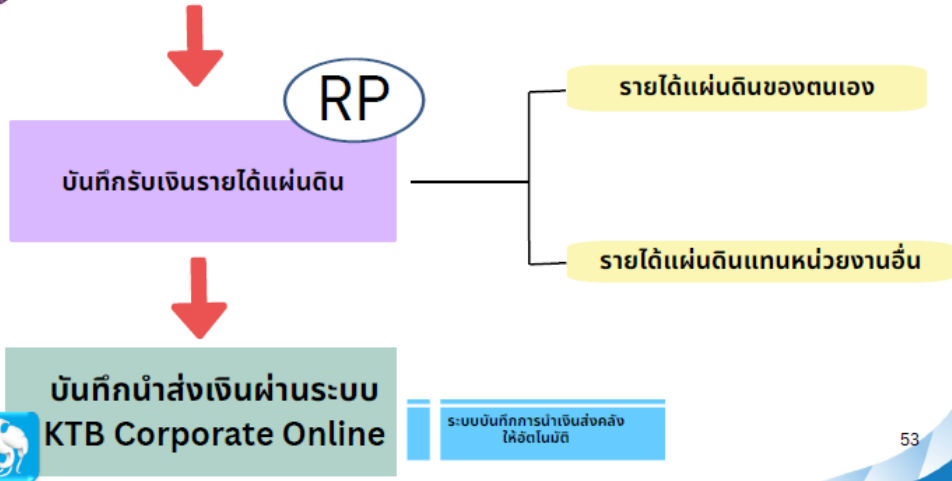 RP
รายได้แผ่นดินของตนเอง
บันทึกรับเงินรายได้แผ่นดิน
รายได้แผ่นดินแทนหน่วยงานอื่น
บันทึกนำส่งเงินผ่านระบบ
KTB Corporate Online
ระบบบันทึกการนำเงินส่งคลัง
ให้อัตโนมัติ
53